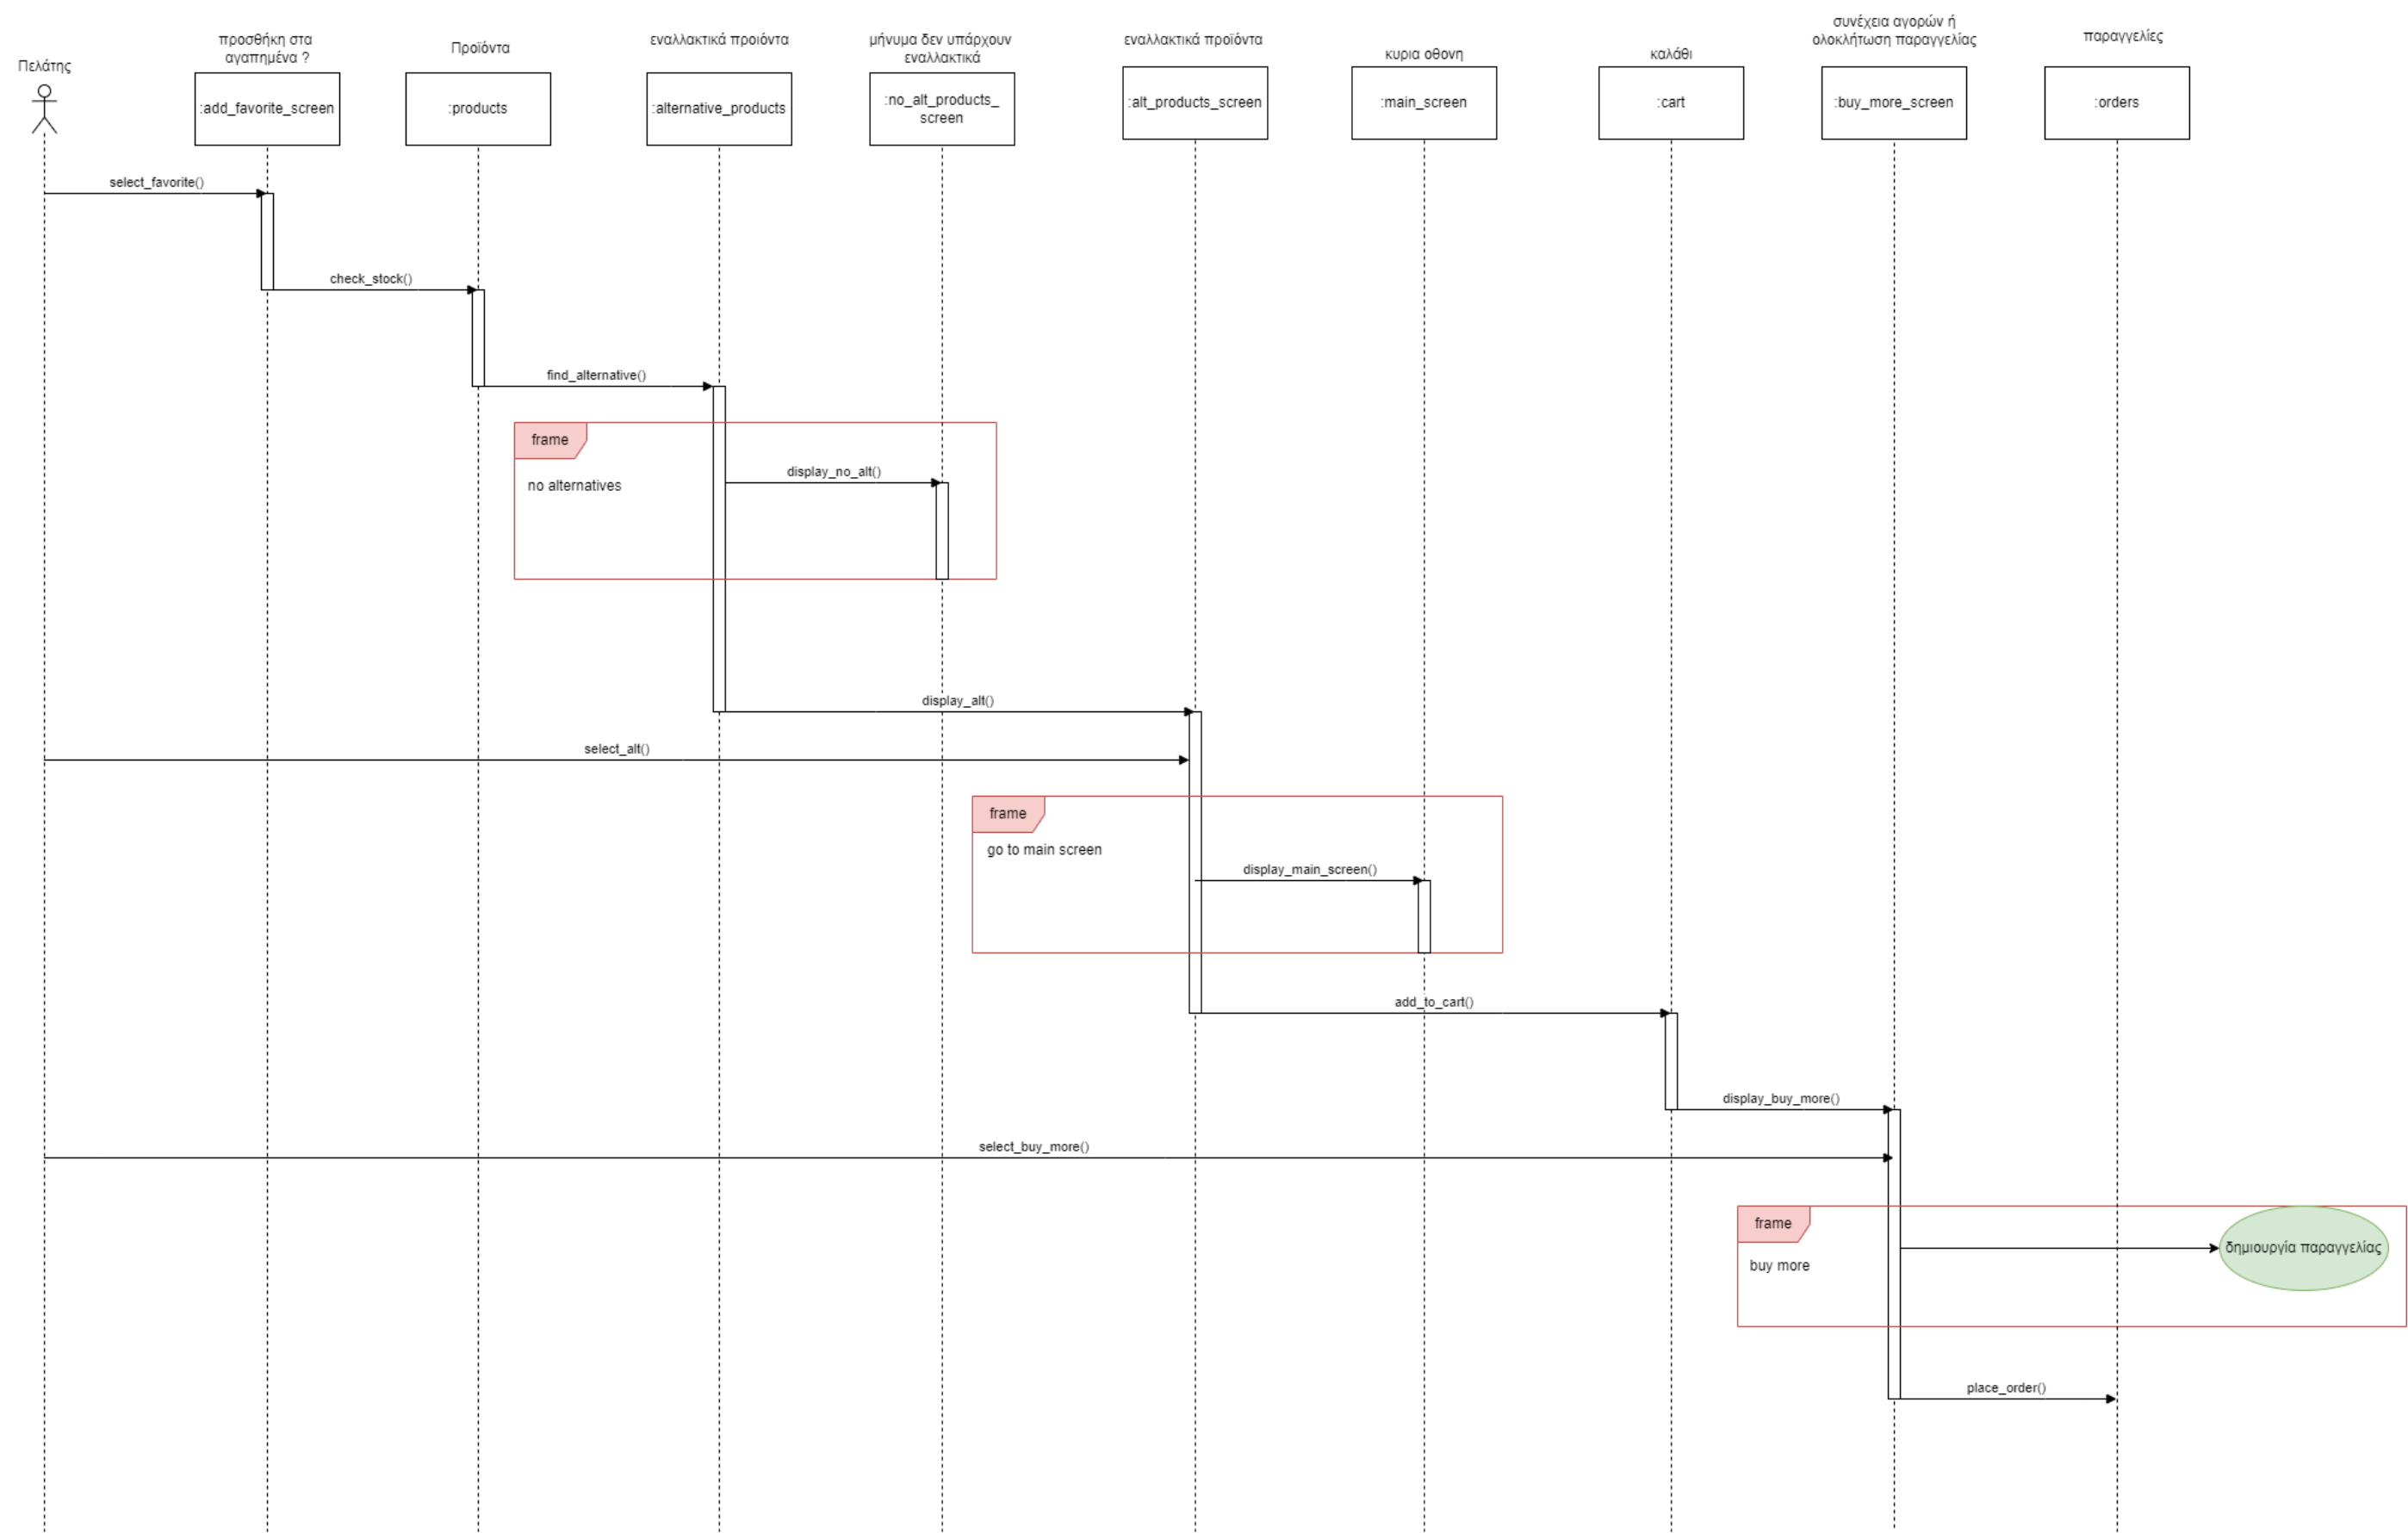 Πελάτης
προσθήκη στα
αγαπημένα ?
:add_favorite_screen
Προϊόντα
:products
εναλλακτικά προιόντα
:alternative_products
μήνυμα δεν υπάρχουν
εναλλακτικά
:no_alt_products_
screen
εναλλακτικά προϊόντα
:alt_products_screen
κυρια οθονη
:main_screen
καλάθι
:cart
συνέχεια αγορών ή
ολοκλήτωση παραγγελίας
:buy_more_screen
παραγγελίες
:orders
select_favorite()
check_stock()
find_alternative()
frame
display_no_alt()
no alternatives
display_alt()
select_alt()
frame
go to main screen
display_main_screen()
add_to_cart()
display_buy_more()
select_buy_more()
frame
δημιουργία παραγγελίας
buy more
place_order()